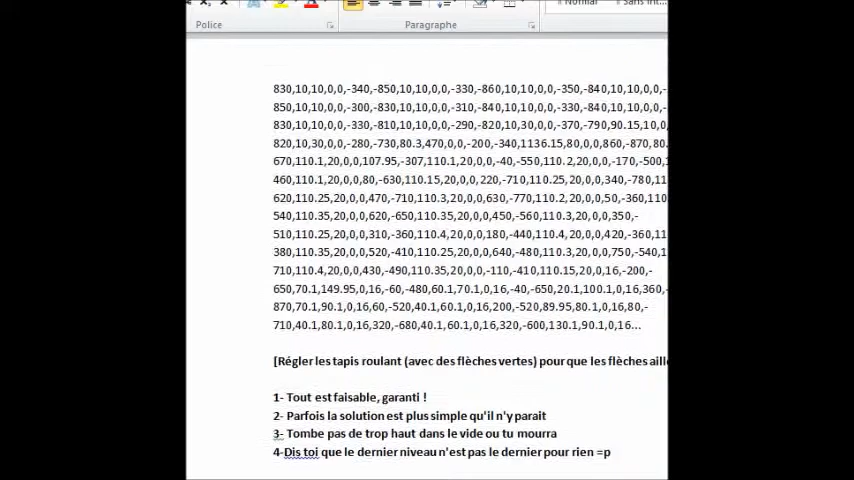 Police
Paragraphe
Normal
830,10,10,0,0,-340,-850,10,10,0,0,-330,-860,10,10,0,0,-350,-840,10,10,0,0,-
850,10,10,0,0,-300,-830,10,10,0,0,-310,-840,10,10,0,0,-330,-840,10,10,0,0,-
830,10,10,0,0,-330,-810,10,10,0,0,-290,-820,10,30,0,0,-370,-790,90.15,10,0,
820,10,30,0,0,-280,-730,80.3,470,0,0,-200,-340,1136.15,80,0,0,860,-870,80.
670,110.1,20,0,0,107.95,-307,110.1,20,0,0,-40,-550,110.2,20,0,0,-170,-500,1
460,110.1,20,0,0,80,-630,110.15,20,0,0,220,-710,110.25,20,0,0,340,-780,11
620,110.25,20,0,0,470,-710,110.3,20,0,0,630,-770,110.2,20,0,0,50,-360,110
540,110.35,20,0,0,620,-650,110.35,20,0,0,450,-560,110.3,20,0,0,350,-
510,110.25,20,0,0,310,-360,110.4,20,0,0,180,-440,110.4,20,0,0,420,-360,11
380,110.35,20,0,0,520,-410,110.25,20,0,0,640,-480,110.3,20,0,0,750,-540,1
710,110.4,20,0,0,430,-490,110.35,20,0,0,-110,-410,110.15,20,0,16,-200,-
650,70.1,149.95,0,16,-60,-480,60.1,70.1,0,16,-40,-650,20.1,100.1,0,16,360,-
870,70.1,90.1,0,16,60,-520,40.1,60.1,0,16,200,-520,89.95,80.1,0,16,80,-
710,40.1,80.1,0,16,320,-680,40.1,60.1,0,16,320,-600,130.1,90.1,0,16...
[Régler les tapis roulant (avec des flèches vertes) pour que les flèches aille
1- Tout est faisable, garanti !
2- Parfois la solution est plus simple qu'il n'y parait
3- Tombe pas de trop haut dans le vide ou tu mourra
4-Dis toi que le dernier niveau n'est pas le dernier pour rien =p